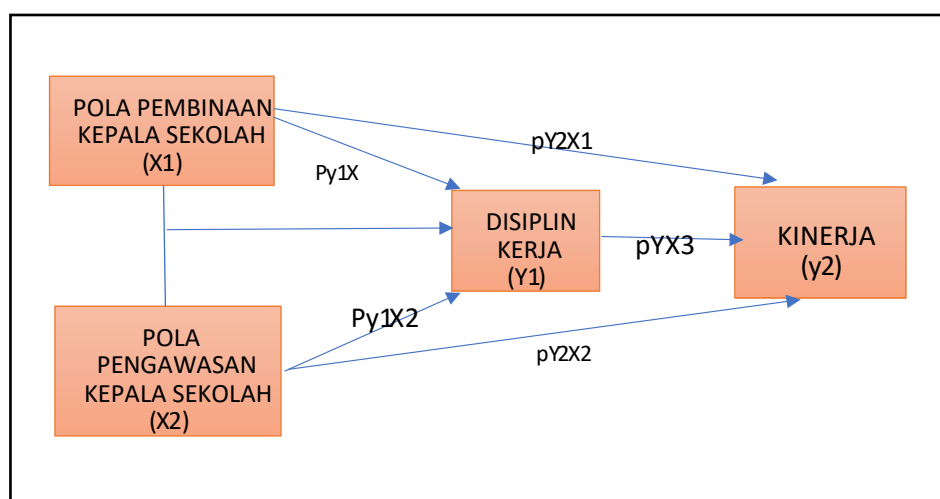 POLA PEMBINAAN
KEPALA SEKOLAH
(X1)
pY2X1
Py1X
DISIPLIN
KERJA
(Y1)
pYX3
KINERJA
(y2)
Py1X2
pY2X2
POLA
PENGAWASAN
KEPALA SEKOLAH
(X2)